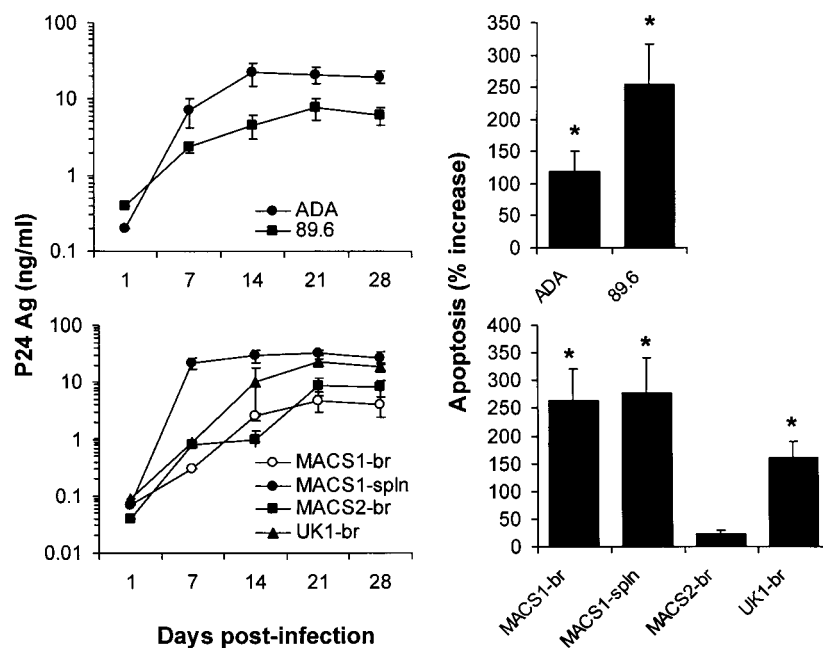 P24 Ag (ng/ml)
100
10
1
0.1
ADA
89.6
1 7 14 21 28
100
10
1
0.1
0.01
MACS1-br
MACS1-spln
MACS2-br
UK1-br
1 7 14 21 28
Days post-infection
Apoptosis (% increase)
350
300
250
200
150
100
50
0
*
*
ADA
89.6
400
350
300
250
200
150
100
50
0
*
*
*
MACS1-br
MACS1-spln
MACS2-br
UK1-br